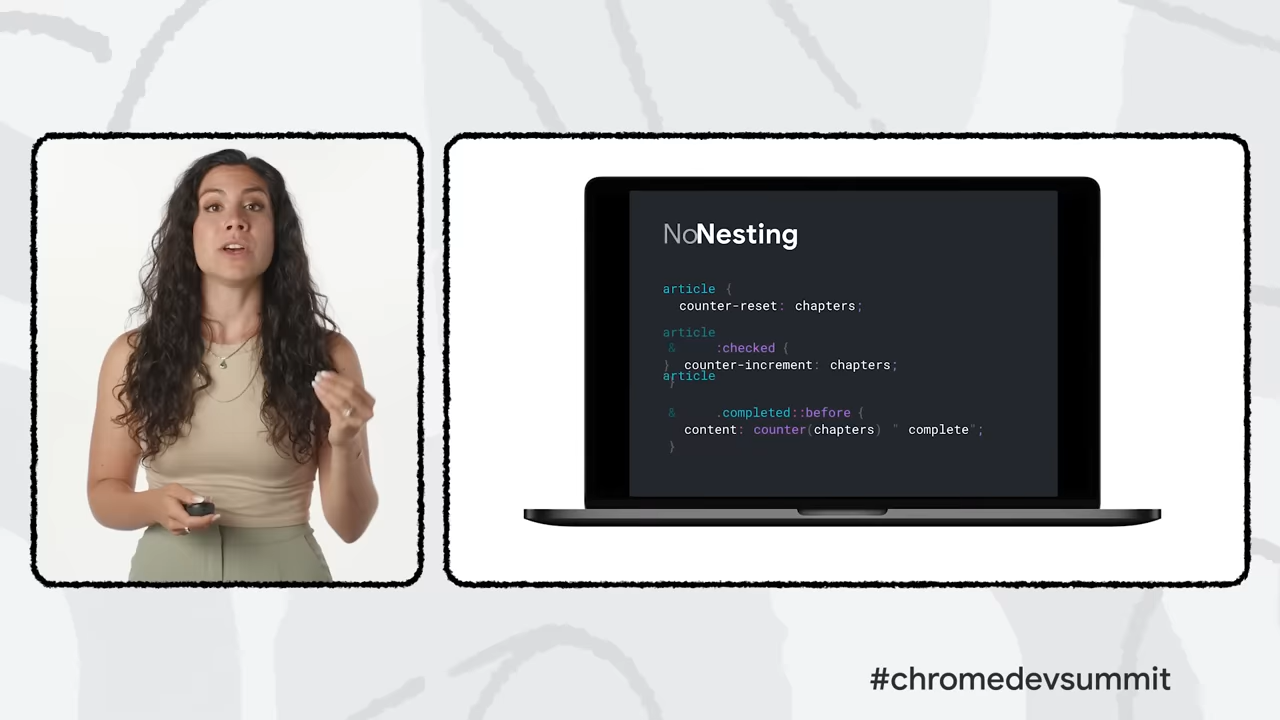 NoNesting
article {
counter-reset: chapters;
article
& :checked {
} counter-increment: chapters;
article
}
& .completed::before {
content: counter(chapters) " complete";
}
#chromedevsummit